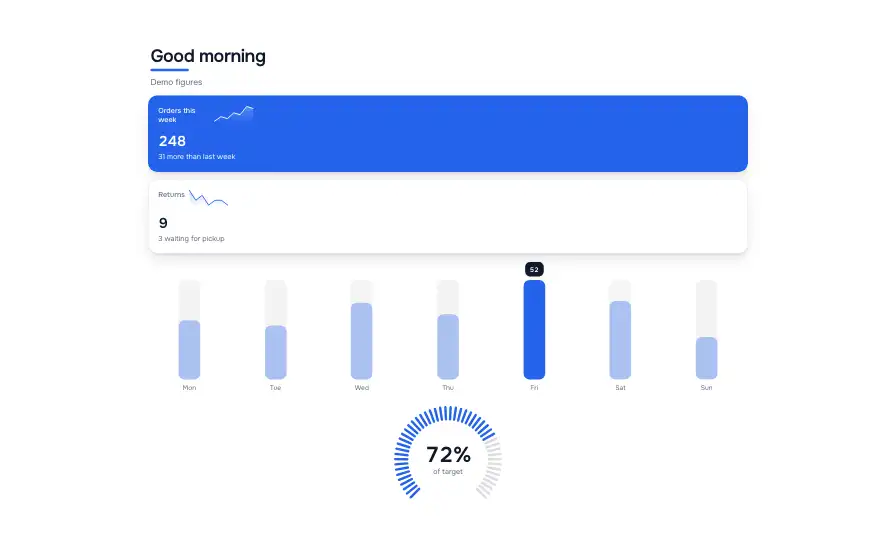 Good morning
Demo figures
Orders this
week
248
31 more than last week
Returns
9
3 waiting for pickup
52
Mon
Tue
Wed
Thu
Fri
Sat
Sun
72%
of target